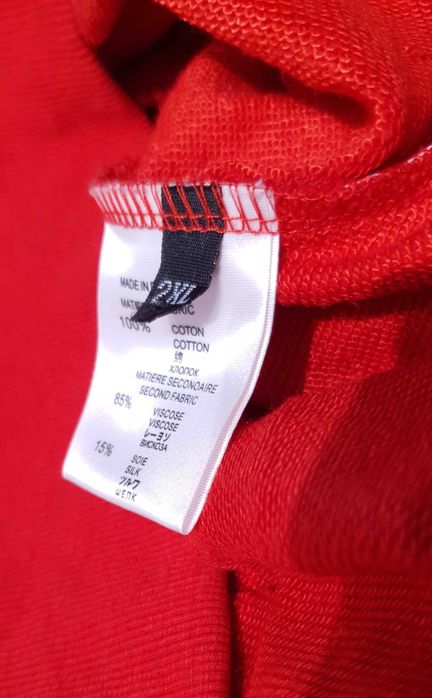 2XL
MADE IN
100%
COTON
COTTON
綿
ХЛОПОК
MATIERE SECONDAIRE
SECOND FABRIC
85%
VISCOSE
VISCOSE
レーヨン
ВИСКОЗА
15%
SOIE
SILK
シルク
ШЕЛК